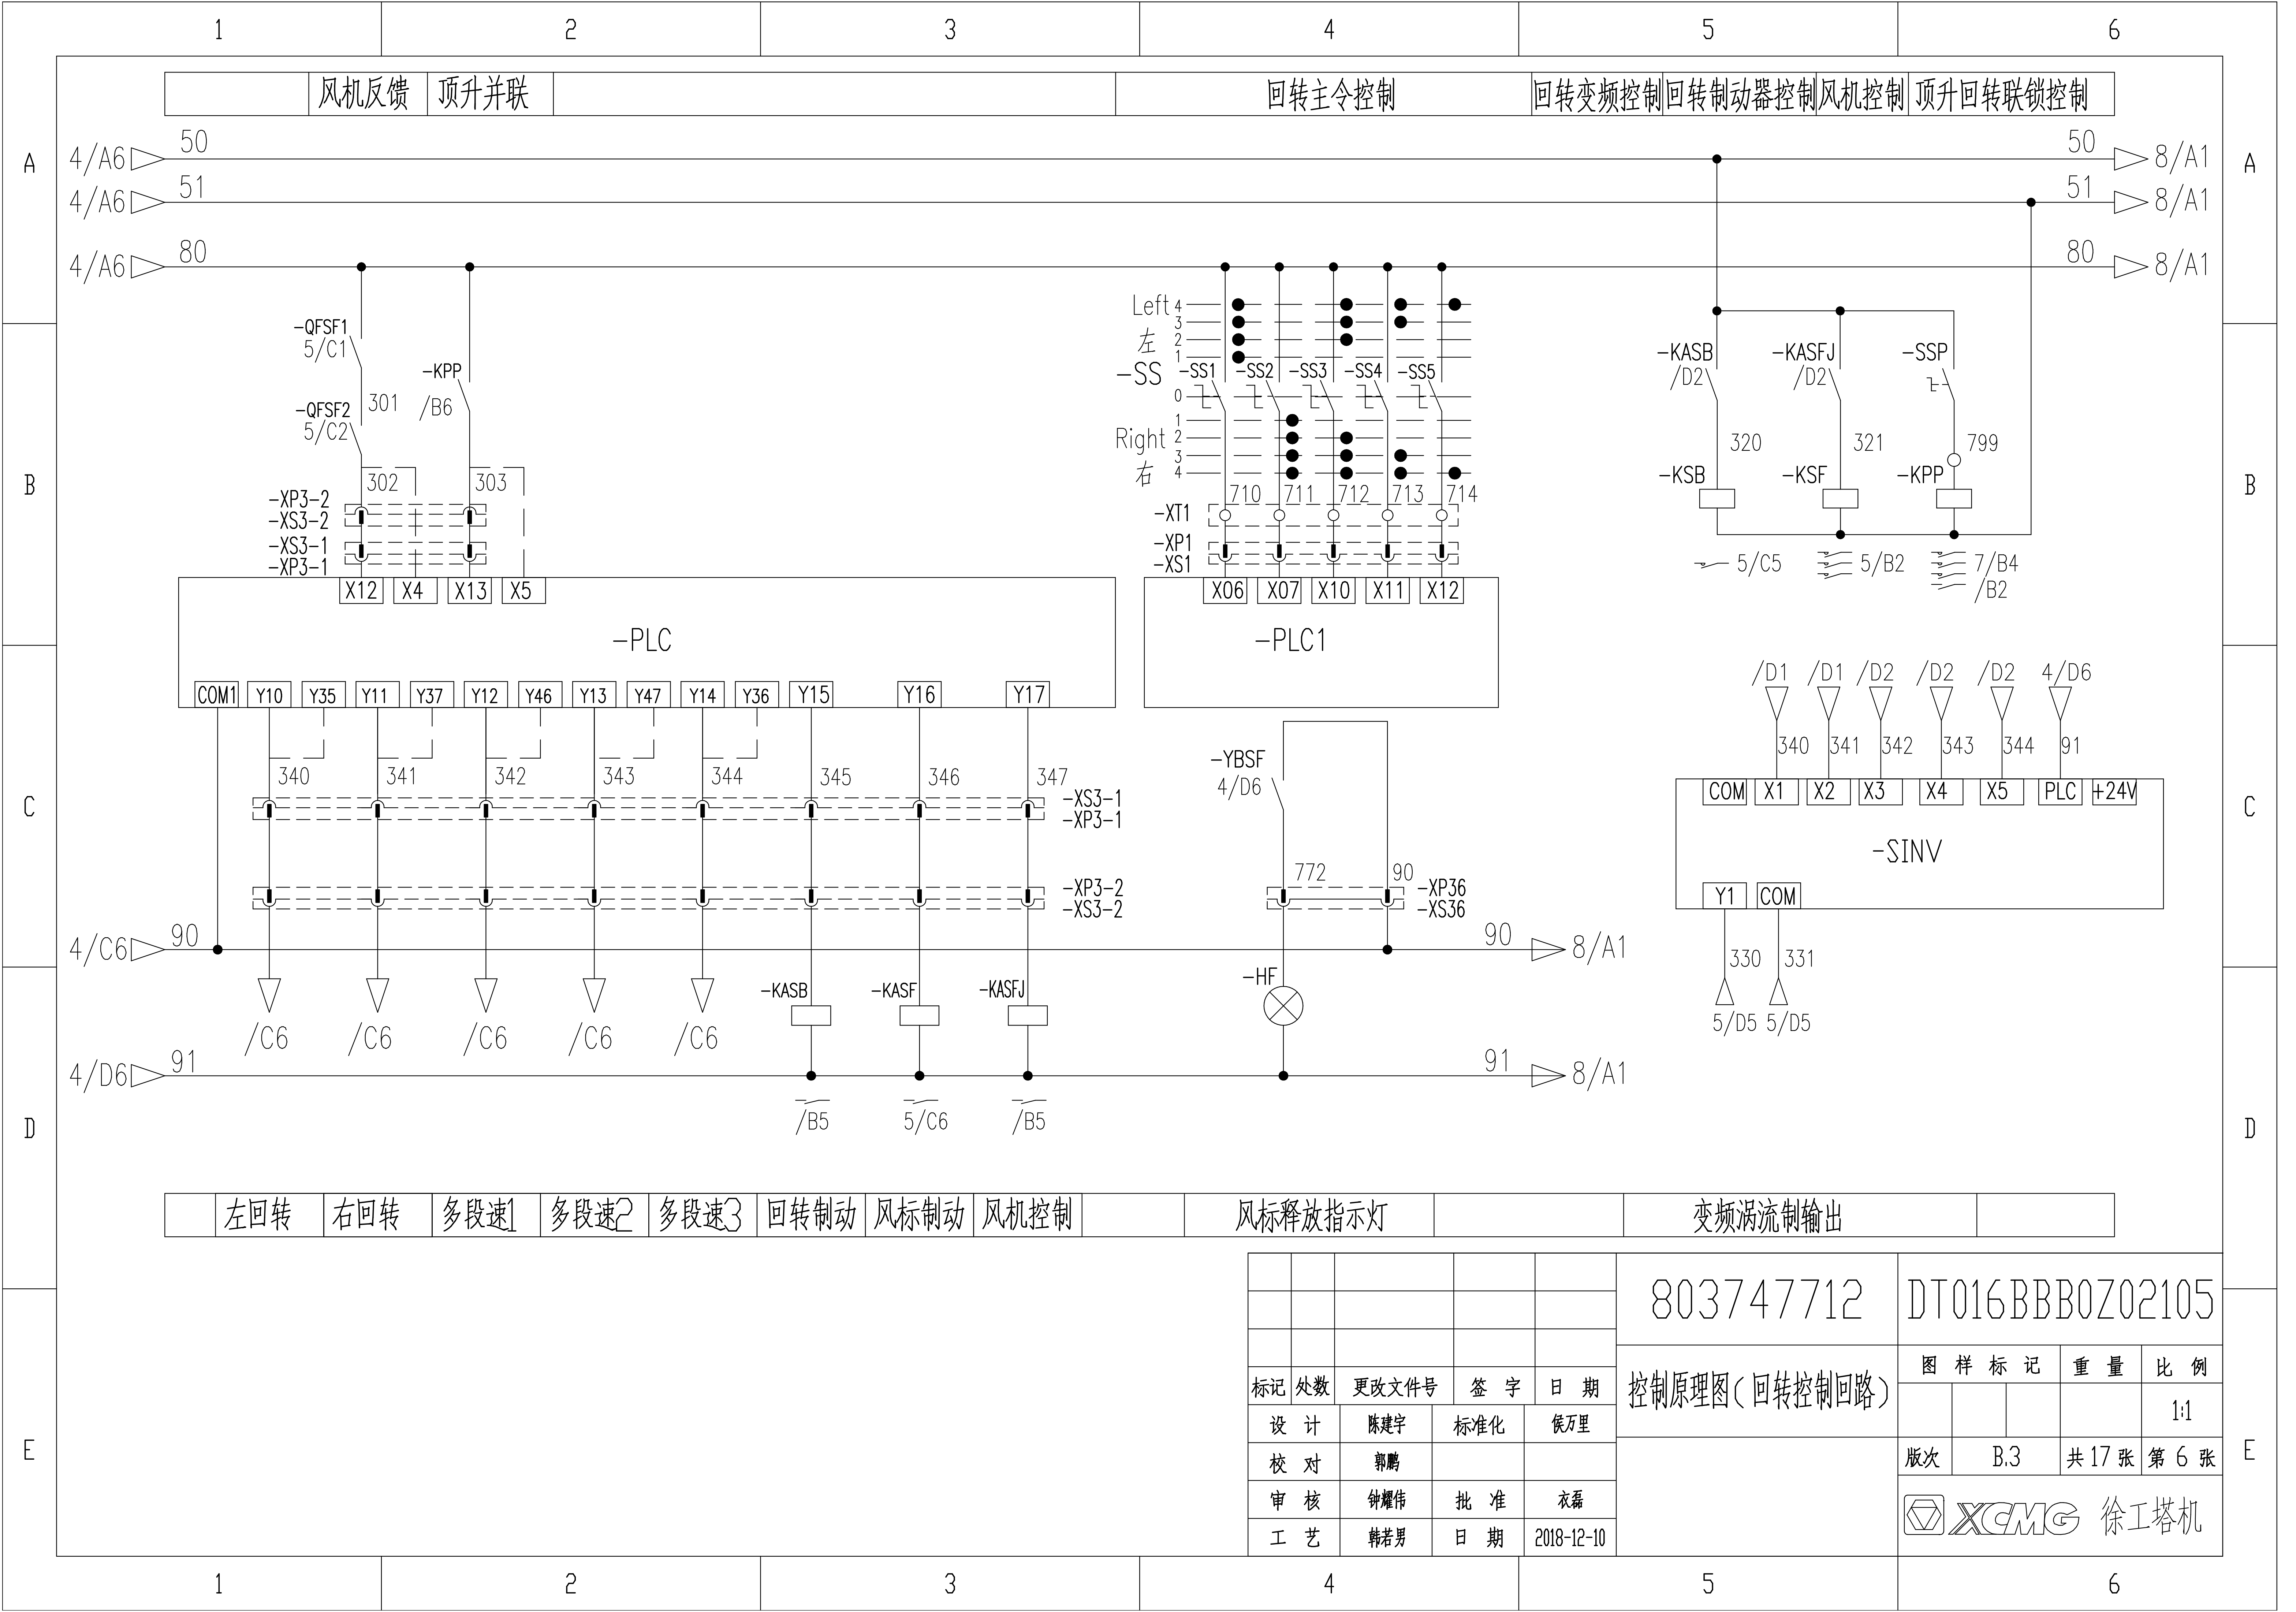 1 2 3 4 5 6
风机反馈 顶升并联 回转主令控制 回转变频控制 回转制动器控制 风机控制 顶升回转联锁控制
A 4/A6 50 50 8/A1 A
4/A6 51 51 8/A1
4/A6 80 80 8/A1
Left 4
3
左 2
1
-SS
0
1
Right 2
3
右 4
-QFSF1
5/C1
301
-QFSF2
5/C2
302
-KPP
/B6
303
-SS1 -SS2 -SS3 -SS4 -SS5
710 711 712 713 714
-KASB -KASFJ -SSP
/D2 /D2
320 321 799
-KSB -KSF -KPP
B B
-XP3-2
-XS3-2
-XS3-1
-XP3-1
-XT1
-XP1
-XS1
5/C5 5/B2 7/B4
/B2
X12 X4 X13 X5
X06 X07 X10 X11 X12
-PLC -PLC1
COM1 Y10 Y35 Y11 Y37 Y12 Y46 Y13 Y47 Y14 Y36 Y15 Y16 Y17
/D1 /D1 /D2 /D2 /D2 4/D6
340 341 342 343 344 91
340 341 342 343 344 345 346 347
-YBSF
4/D6
C C
-XS3-1
-XP3-1
COM X1 X2 X3 X4 X5 PLC +24V
-SINV
Y1 COM
-XP3-2
-XS3-2
772 90 -XP36
-XS36
4/C6 90 90 8/A1
330 331
5/D5 5/D5
-KASB -KASF -KASFJ -HF
/C6 /C6 /C6 /C6 /C6
4/D6 91 91 8/A1
/B5 5/C6 /B5
D D
左回转 右回转 多段速1 多段速2 多段速3 回转制动 风标制动 风机控制 风标释放指示灯 变频涡流制输出
803747712 DT016BBB0Z02105
标记 处数 更改文件号 签 字 日 期
控制原理图(回转控制回路)
图 样 标 记 重 量 比 例
1:1
设 计 陈建宇 标准化 侯万里
校 对 郭鹏
版次 B.3 共17张 第 6 张
审 核 钟耀伟 批 准 衣磊
工 艺 韩若男 日 期 2018-12-10
XCMG 徐工塔机
E E
1 2 3 4 5 6